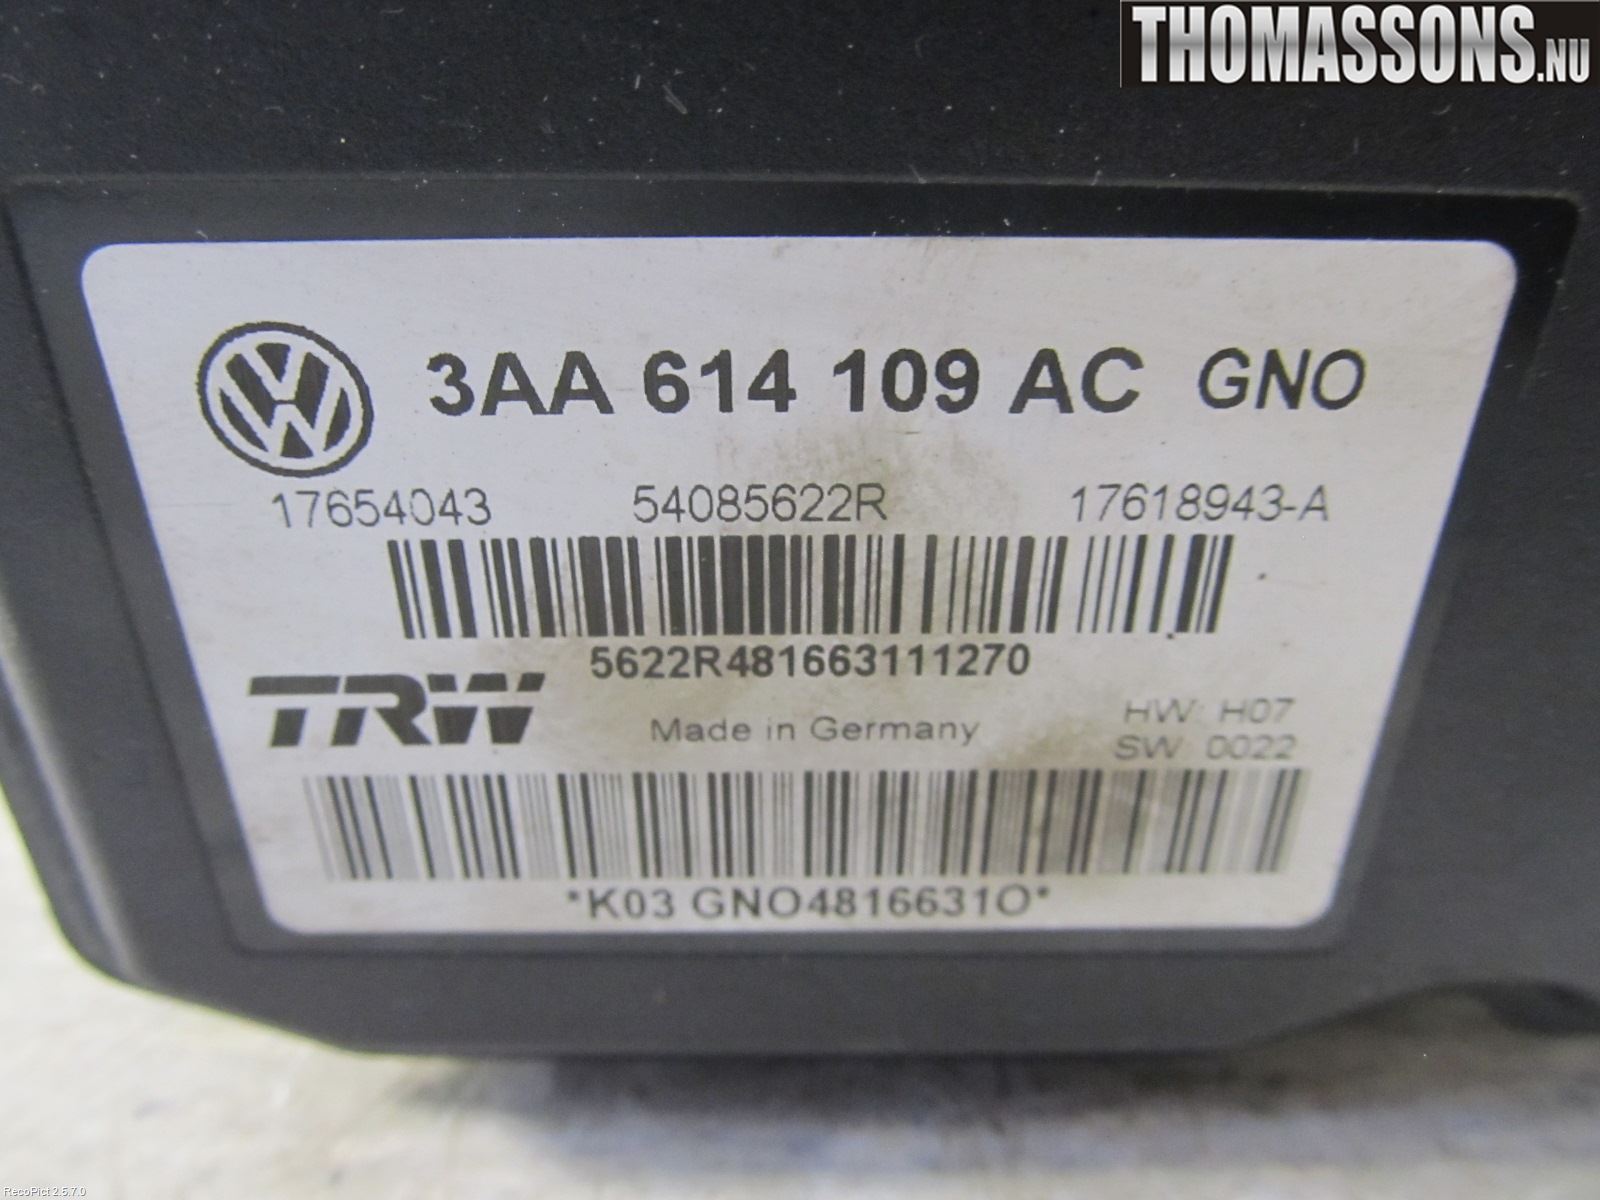 THOMASSONS.NU
3AA 614 109 AC GNO
17654043 54085622R 17618943-A
5622R481663111270
TRW
Made in Germany
HW: H07
SW: 0022
*K03 GNO48166310*
RecoPict 2.5.7.0